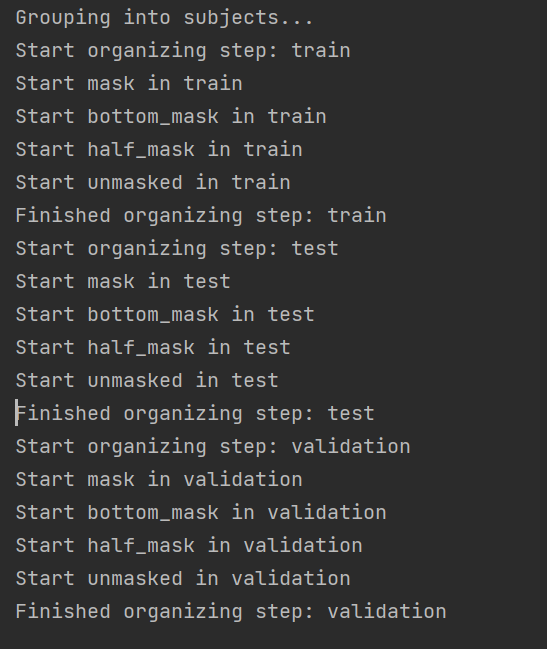 Grouping into subjects...
Start organizing step: train
Start mask in train
Start bottom_mask in train
Start half_mask in train
Start unmasked in train
Finished organizing step: train
Start organizing step: test
Start mask in test
Start bottom_mask in test
Start half_mask in test
Start unmasked in test
Finished organizing step: test
Start organizing step: validation
Start mask in validation
Start bottom_mask in validation
Start half_mask in validation
Start unmasked in validation
Finished organizing step: validation